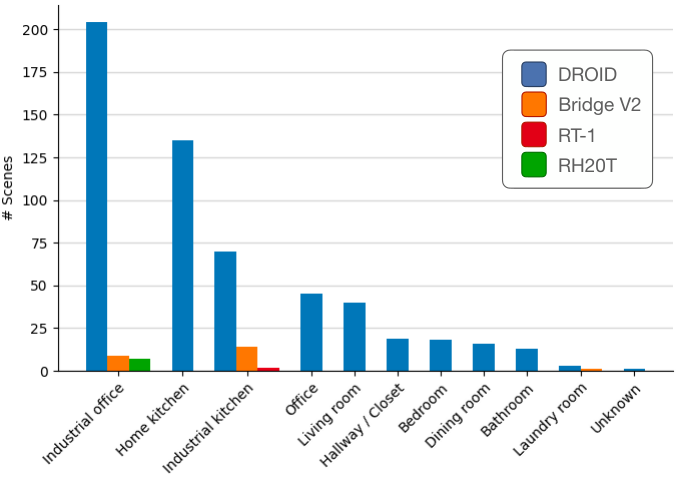 # Scenes
200
175
150
125
100
75
50
25
0
DROID
Bridge V2
RT-1
RH20T
Industrial office
Home kitchen
Industrial kitchen
Office
Living room
Hallway / Closet
Bedroom
Dining room
Bathroom
Laundry room
Unknown